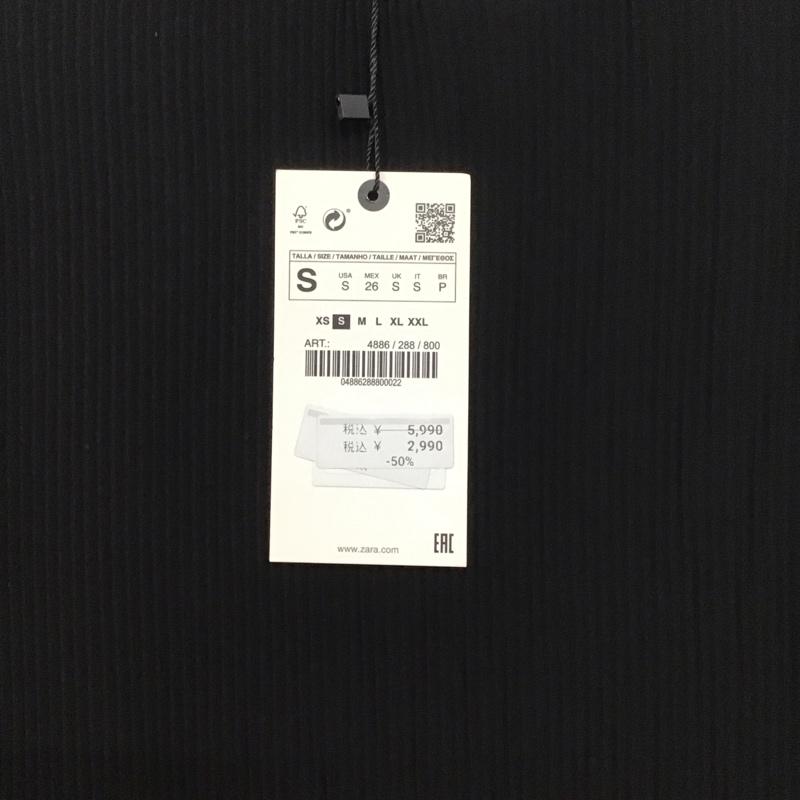 FSC
TALLA / SIZE / TAMANHO / TAILLE / MAAT / ΜΕΓΕΘΟΣ
S
USA MEX UK IT BR
S 26 S S P
XS S M L XL XXL
ART.: 4886 / 288 / 800
04886288800022
税込 ¥ 5,990
税込 ¥ 2,990
-50%
www.zara.com
EAC